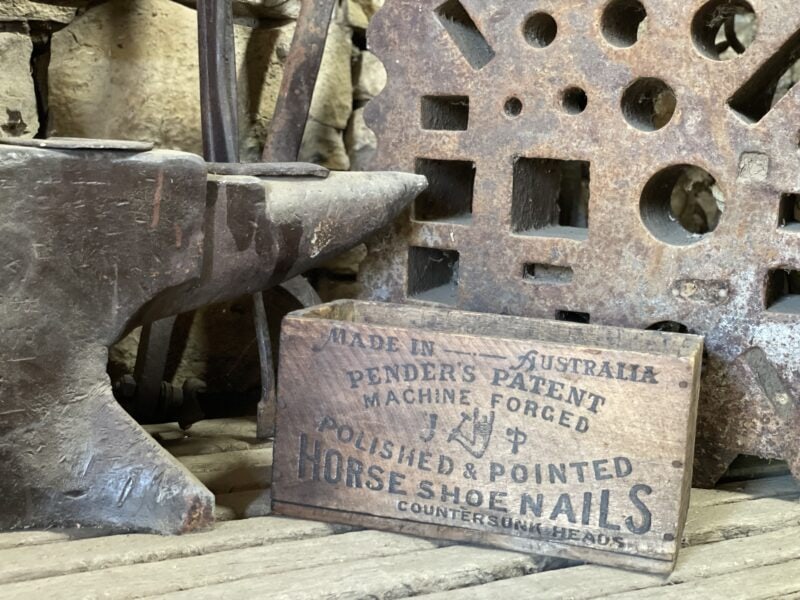 MADE IN AUSTRALIA
PENDER'S PATENT
MACHINE FORGED
J P
POLISHED & POINTED
HORSE SHOE NAILS
COUNTERSUNK HEADS